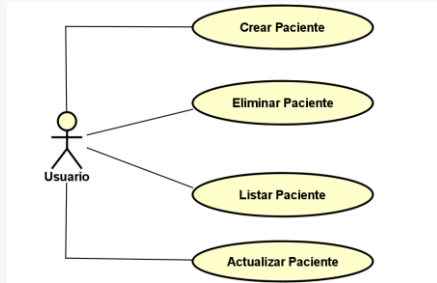 Crear Paciente
Eliminar Paciente
Usuario
Listar Paciente
Actualizar Paciente